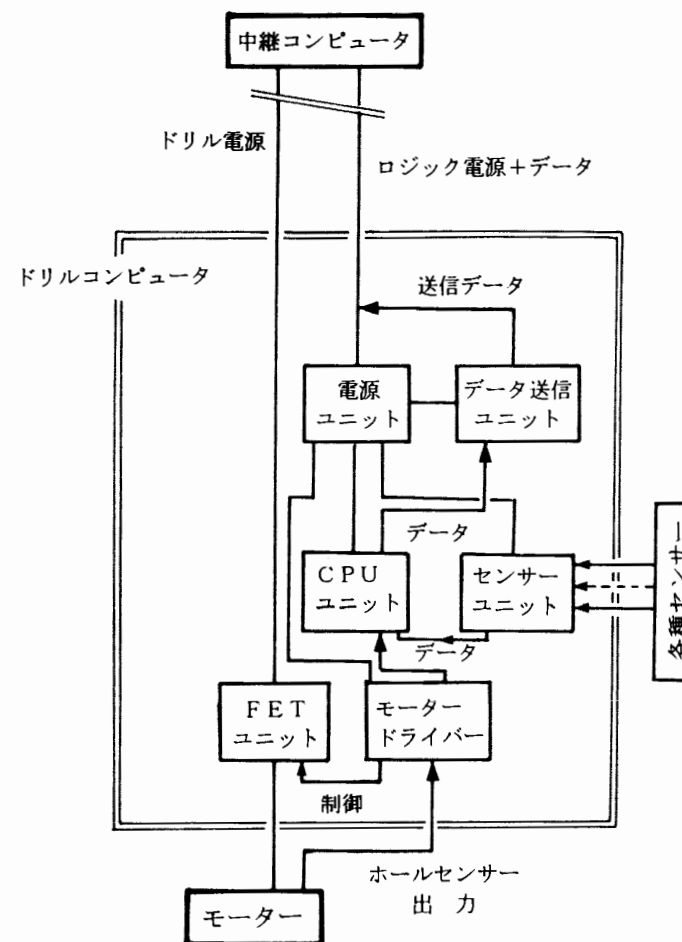 中継コンピュータ
ドリル電源
ロジック電源+データ
ドリルコンピュータ
送信データ
電源
ユニット
データ送信
ユニット
データ
CPU
ユニット
センサー
ユニット
各種センサー
データ
FET
ユニット
モーター
ドライバー
制御
ホールセンサー
出 力
モーター